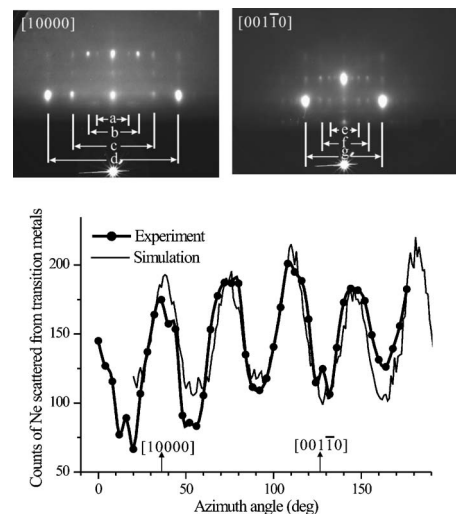 [10000]
a
b
c
d
[001̄10]
e
f
g
Counts of Ne scattered from transition metals
200
150
100
50
Experiment
Simulation
[10000]
[001̄10]
0
50
100
150
Azimuth angle (deg)